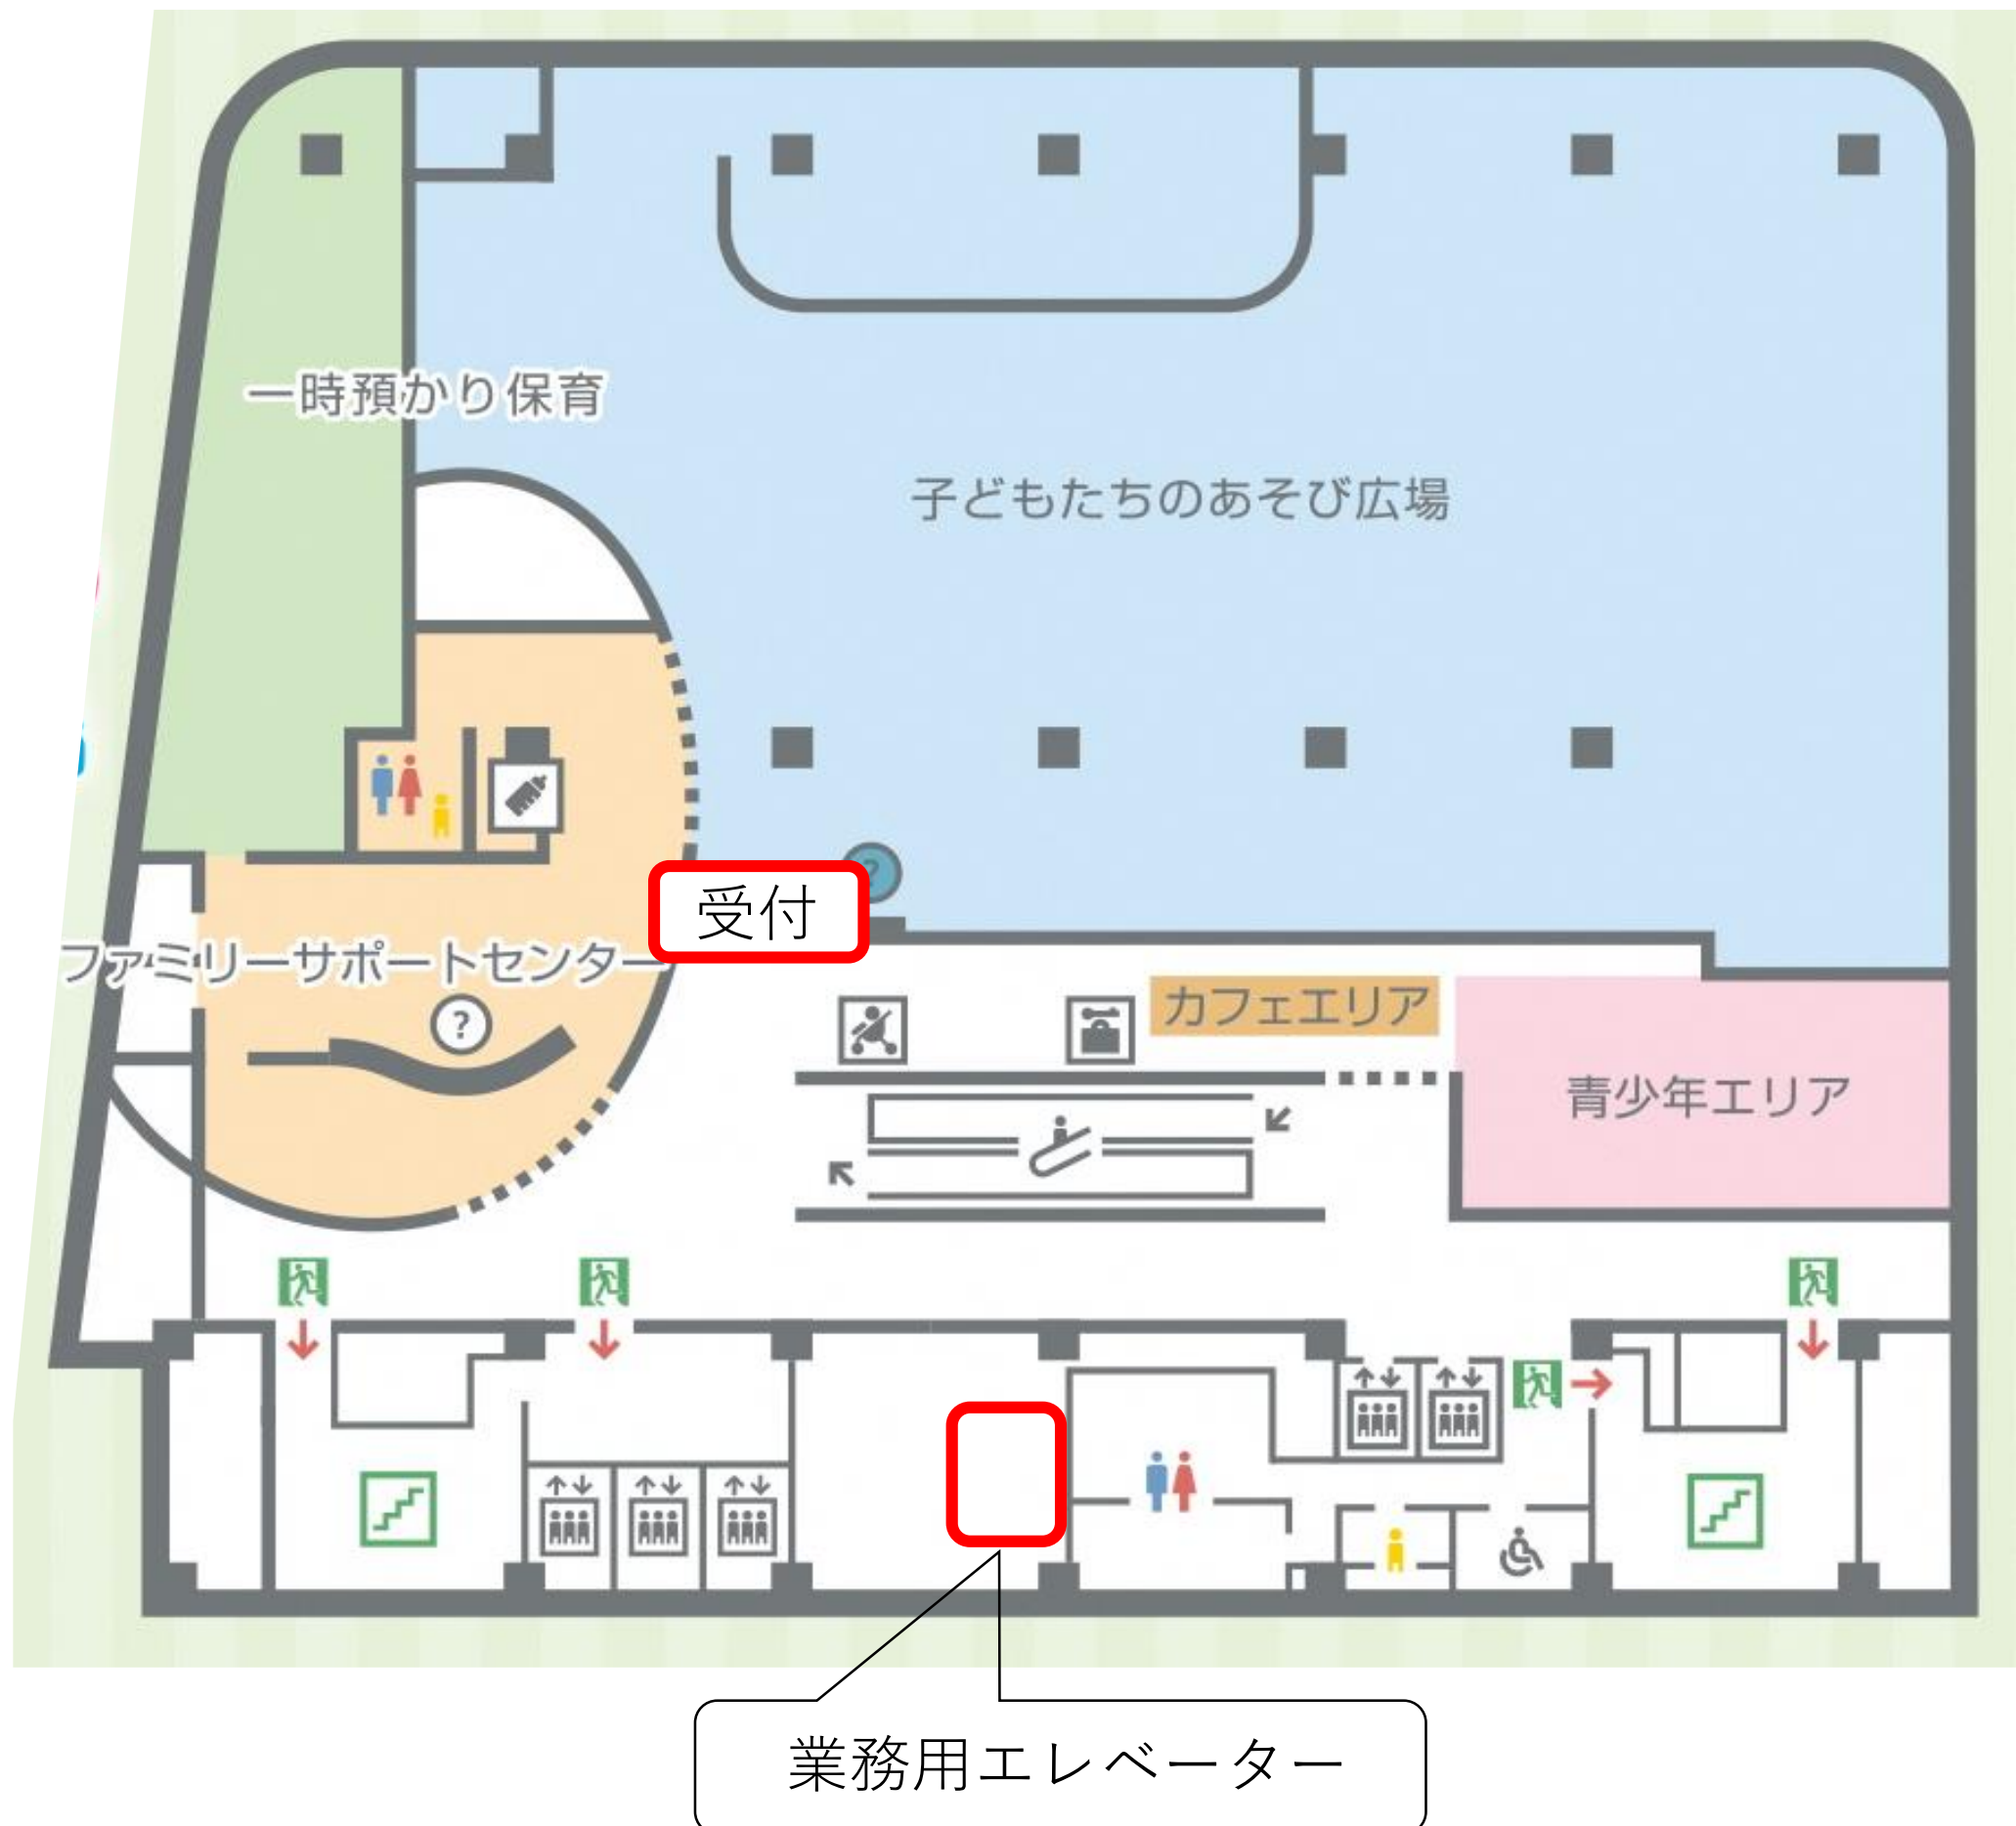 一時預かり保育
子どもたちのあそび広場
?
受付
ファミリーサポートセンター
?
カフェエリア
青少年エリア
業務用エレベーター